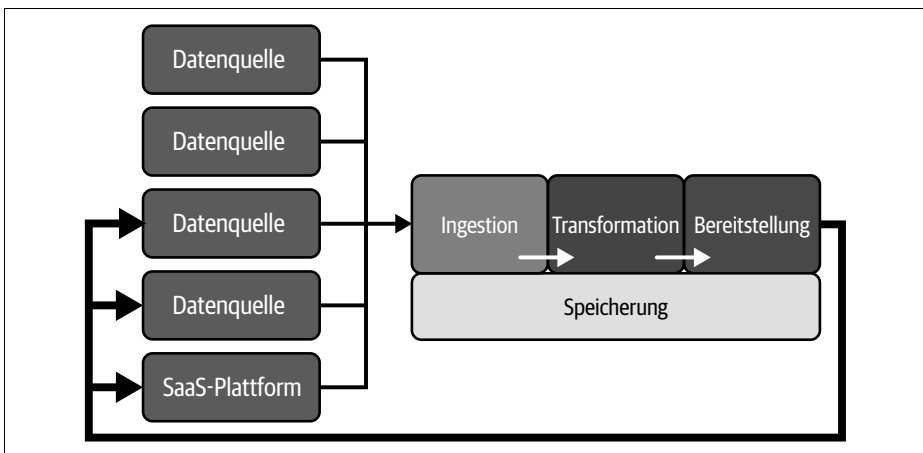 Datenquelle
Datenquelle
Datenquelle
Datenquelle
SaaS-Plattform
Ingestion
Transformation
Bereitstellung
Speicherung